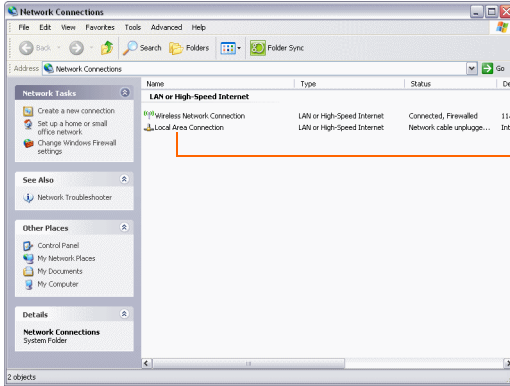 Network Connections
File Edit View Favorites Tools Advanced Help
Back Search Folders Folder Sync
Address Network Connections Go
Network Tasks
Create a new connection
Set up a home or small
office network
Change Windows Firewall
settings
See Also
Network Troubleshooter
Other Places
Control Panel
My Network Places
My Documents
My Computer
Details
Network Connections
System Folder
Name Type Status De
LAN or High-Speed Internet
Wireless Network Connection LAN or High-Speed Internet Connected, Firewalled 11a
Local Area Connection LAN or High-Speed Internet Network cable unplugge... Int
2 objects